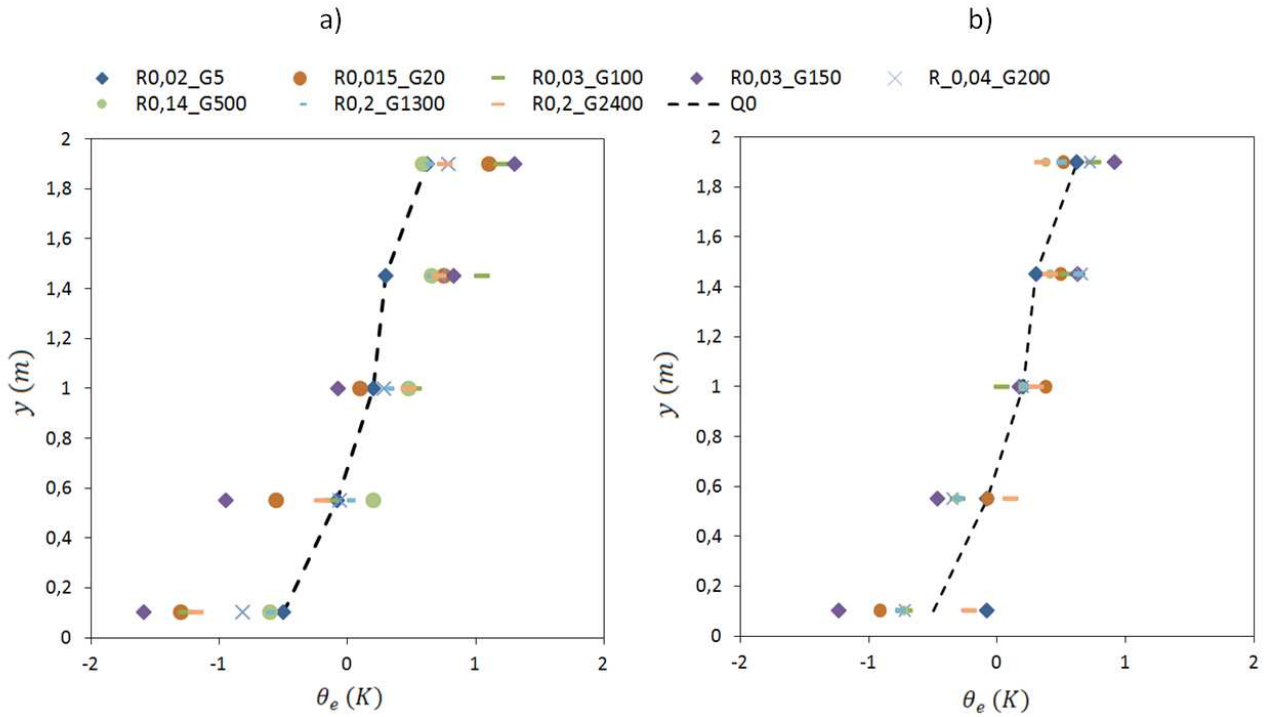 a) b)
R0,02_G5 R0,015_G20 R0,03_G100 R0,03_G150 R_0,04_G200
R0,14_G500 R0,2_G1300 R0,2_G2400 Q0
2 2
1,8 1,8
1,6 1,6
1,4 1,4
1,2 1,2
1 1
0,8 0,8
0,6 0,6
0,4 0,4
0,2 0,2
0 0
y (m) y (m)
-2 -1 0 1 2 -2 -1 0 1 2
θe (K) θe (K)